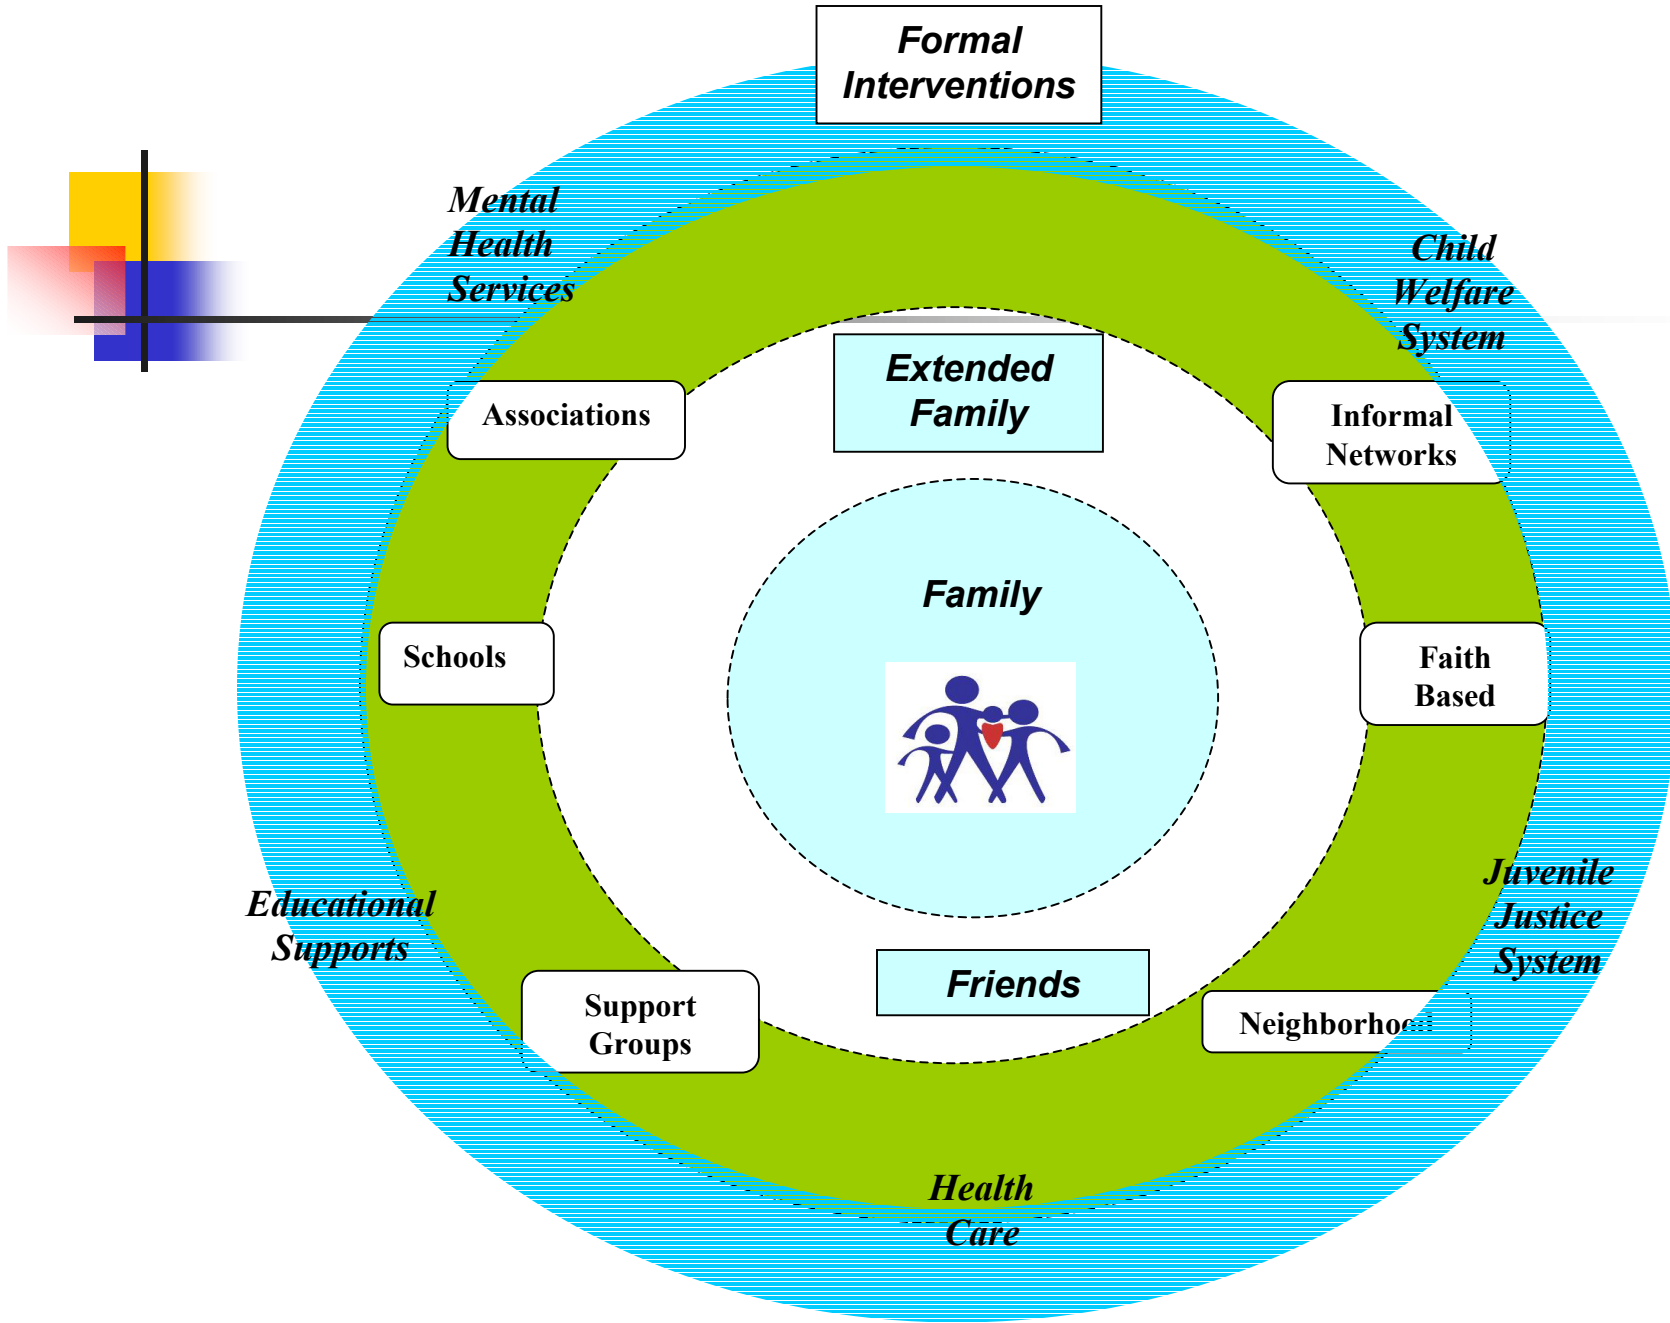 Formal
Interventions
Mental
Health
Services
Child
Welfare
System
Extended
Family
Associations
Informal
Networks
Family
Schools
Faith
Based
Educational
Supports
Juvenile
Justice
System
Friends
Support
Groups
Neighborhood
Health
Care